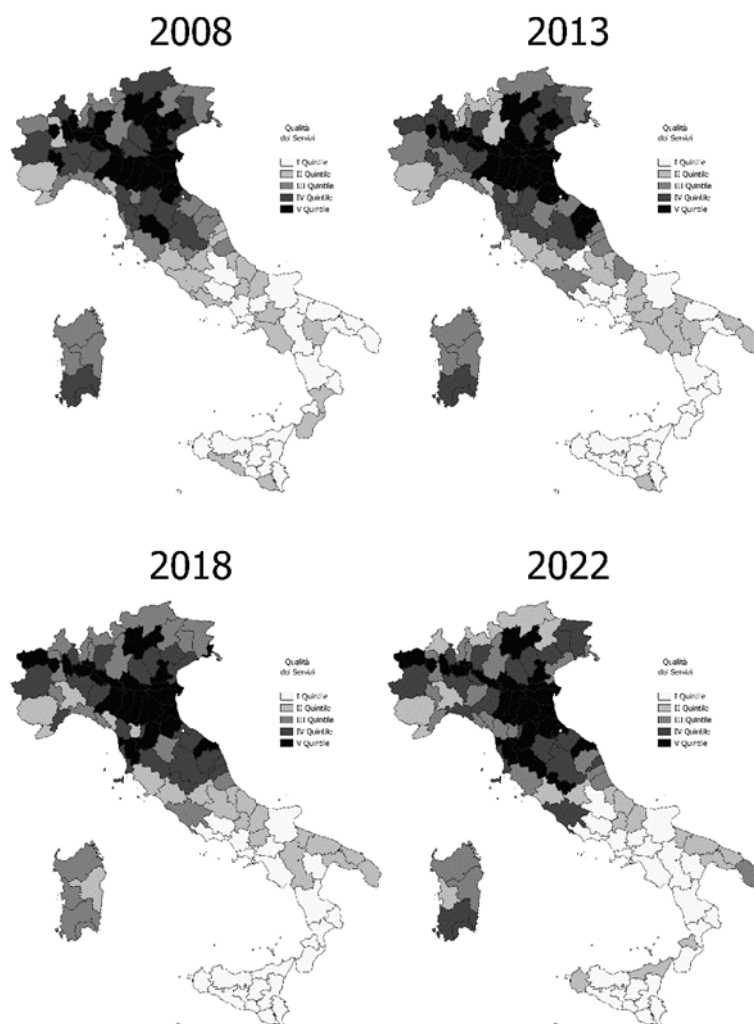 2008
2013
Qualità
dei Servizi
I Quintile
II Quintile
III Quintile
IV Quintile
V Quintile
Qualità
dei Servizi
I Quintile
II Quintile
III Quintile
IV Quintile
V Quintile
2018
2022
Qualità
dei Servizi
I Quintile
II Quintile
III Quintile
IV Quintile
V Quintile
Qualità
dei Servizi
I Quintile
II Quintile
III Quintile
IV Quintile
V Quintile